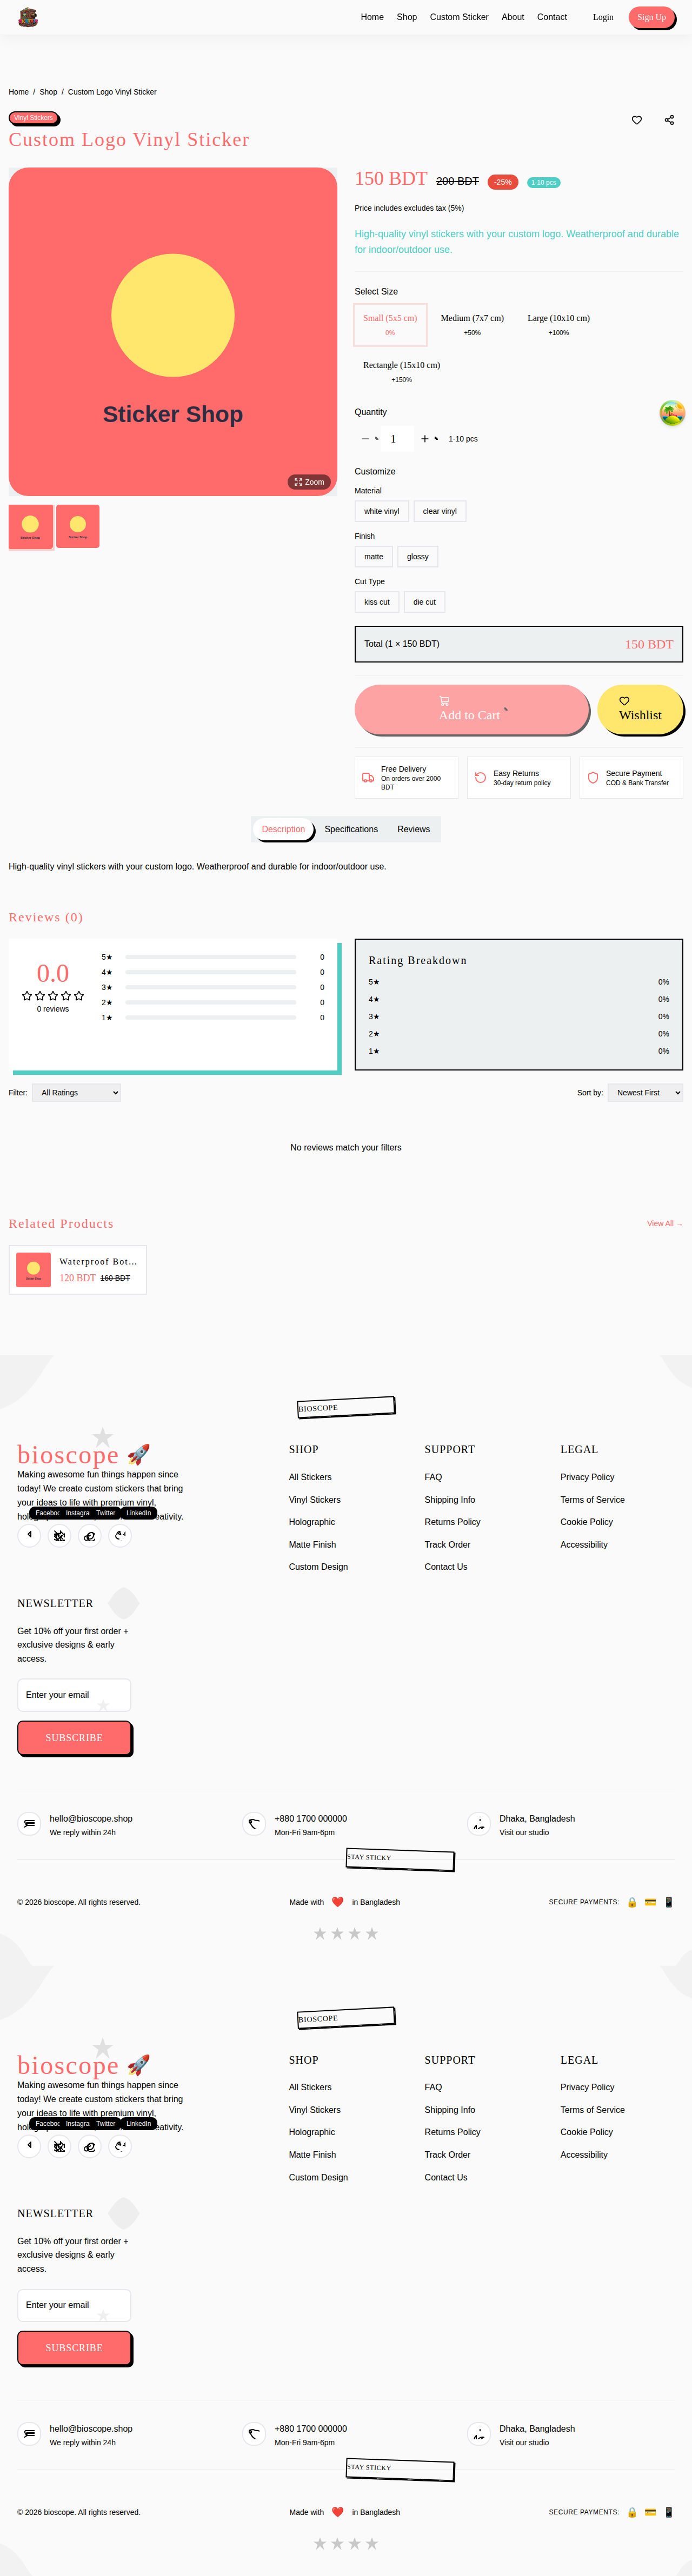 Home Shop Custom Sticker About Contact Login Sign Up
Home / Shop / Custom Logo Vinyl Sticker
Vinyl Stickers
Custom Logo Vinyl Sticker
Sticker Shop
Zoom
Sticker Shop Sticker Shop
150 BDT 200 BDT -25% 1-10 pcs
Price includes excludes tax (5%)
High-quality vinyl stickers with your custom logo. Weatherproof and durable
for indoor/outdoor use.
Select Size
Small (5x5 cm) Medium (7x7 cm) Large (10x10 cm)
0% +50% +100%
Rectangle (15x10 cm)
+150%
Quantity
1 1-10 pcs
Customize
Material
white vinyl clear vinyl
Finish
matte glossy
Cut Type
kiss cut die cut
Total (1 × 150 BDT) 150 BDT
Add to Cart Wishlist
Free Delivery
On orders over 2000
BDT
Easy Returns
30-day return policy
Secure Payment
COD & Bank Transfer
Description Specifications Reviews
High-quality vinyl stickers with your custom logo. Weatherproof and durable for indoor/outdoor use.
Reviews (0)
0.0
0 reviews
5★ 0
4★ 0
3★ 0
2★ 0
1★ 0
Rating Breakdown
5★ 0%
4★ 0%
3★ 0%
2★ 0%
1★ 0%
Filter: All Ratings Sort by: Newest First
No reviews match your filters
Related Products View All →
Sticker Shop
Waterproof Bot...
120 BDT 160 BDT
BIOSCOPE
bioscope 🚀
Making awesome fun things happen since
today! We create custom stickers that bring
your ideas to life with premium vinyl,
Twitter LinkedIn
SHOP
All Stickers
Vinyl Stickers
Holographic
Matte Finish
Custom Design
SUPPORT
FAQ
Shipping Info
Returns Policy
Track Order
Contact Us
LEGAL
Privacy Policy
Terms of Service
Cookie Policy
Accessibility
NEWSLETTER
Get 10% off your first order +
exclusive designs & early
access.
Enter your email
SUBSCRIBE
hello@bioscope.shop
We reply within 24h
+880 1700 000000
Mon-Fri 9am-6pm
Dhaka, Bangladesh
Visit our studio
STAY STICKY
© 2026 bioscope. All rights reserved. Made with ❤️ in Bangladesh SECURE PAYMENTS: 🔒 💳 📱
★ ★ ★ ★
BIOSCOPE
bioscope 🚀
Making awesome fun things happen since
today! We create custom stickers that bring
your ideas to life with premium vinyl,
Twitter LinkedIn
SHOP
All Stickers
Vinyl Stickers
Holographic
Matte Finish
Custom Design
SUPPORT
FAQ
Shipping Info
Returns Policy
Track Order
Contact Us
LEGAL
Privacy Policy
Terms of Service
Cookie Policy
Accessibility
NEWSLETTER
Get 10% off your first order +
exclusive designs & early
access.
Enter your email
SUBSCRIBE
hello@bioscope.shop
We reply within 24h
+880 1700 000000
Mon-Fri 9am-6pm
Dhaka, Bangladesh
Visit our studio
STAY STICKY
© 2026 bioscope. All rights reserved. Made with ❤️ in Bangladesh SECURE PAYMENTS: 🔒 💳 📱
★ ★ ★ ★